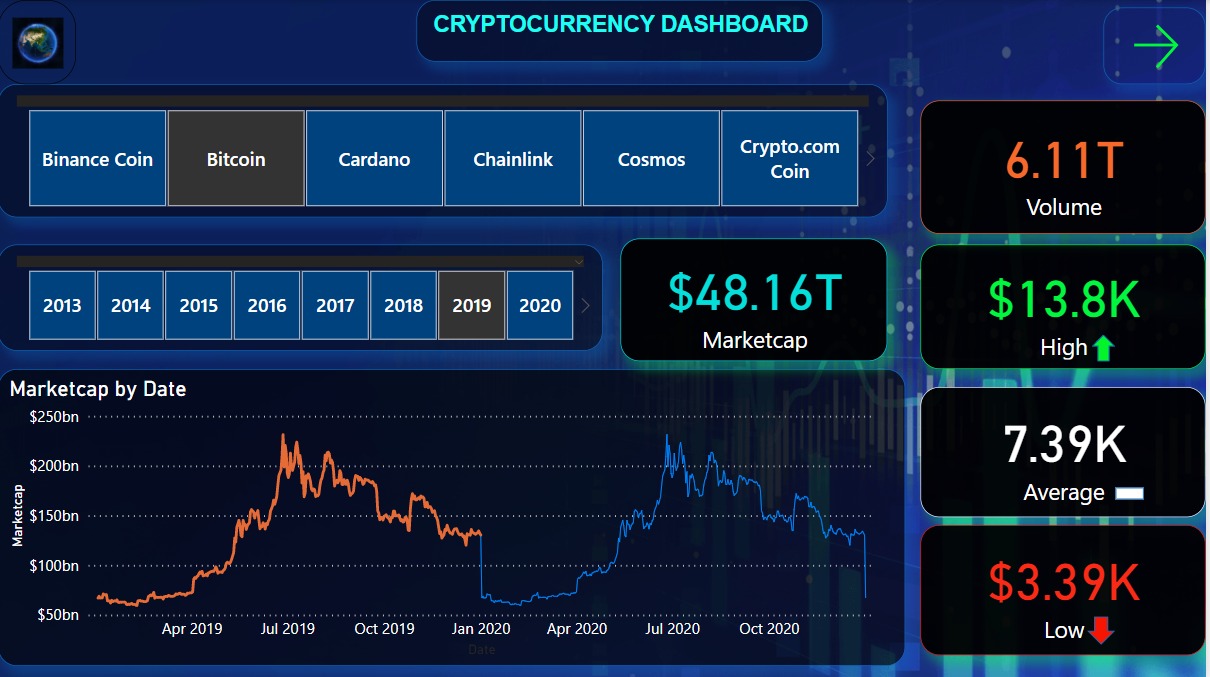 CRYPTOCURRENCY DASHBOARD
Binance Coin
Bitcoin
Cardano
Chainlink
Cosmos
Crypto.com
Coin
6.11T
Volume
2013
2014
2015
2016
2017
2018
2019
2020
$48.16T
Marketcap
$13.8K
High
Marketcap by Date
$250bn
$200bn
$150bn
$100bn
$50bn
Marketcap
Apr 2019
Jul 2019
Oct 2019
Jan 2020
Apr 2020
Jul 2020
Oct 2020
Date
7.39K
Average
$3.39K
Low